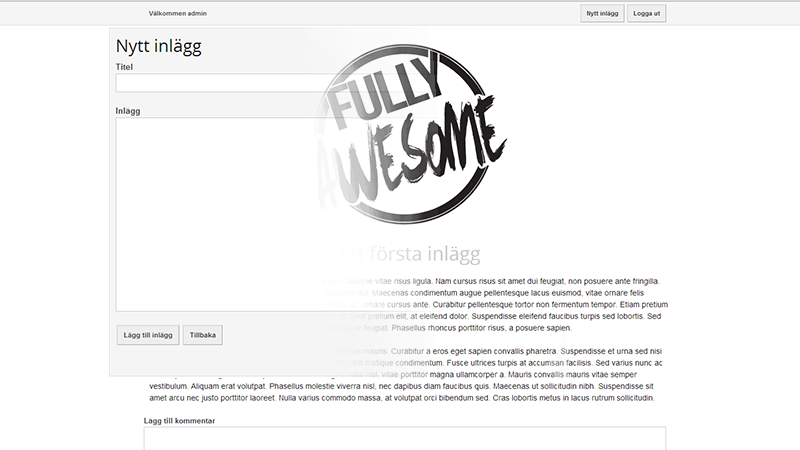 Välkommen admin
Nytt inlägg
Logga ut
Nytt inlägg
Titel
Inlägg
Lägg till inlägg
Tillbaka
FULLY
AWESOME
första inlägg
vitae risus ligula. Nam cursus risus sit amet dui feugiat, non posuere ante fringilla.
Maecenas condimentum augue pellentesque lacus euismod, vitae ornare felis
ornare cursus ante. Curabitur pellentesque tortor non fermentum tempor. Etiam pretium
pretium elit, at eleifend dolor. Suspendisse eleifend faucibus turpis sed lobortis. Sed
feugiat. Phasellus rhoncus porttitor risus, a posuere sapien.
mauris. Curabitur a eros eget sapien convallis pharetra. Suspendisse et urna sed nisi
tristique condimentum. Fusce ultrices turpis at accumsan facilisis. Sed varius nunc ac
nisl, vitae porttitor magna ullamcorper a. Mauris convallis mauris vitae semper
vestibulum. Aliquam erat volutpat. Phasellus molestie viverra nisl, nec dapibus diam faucibus quis. Maecenas ut sollicitudin nibh. Suspendisse sit
amet arcu nec justo porttitor laoreet. Nulla varius commodo massa, at volutpat orci bibendum sed. Cras lobortis metus in lacus rutrum sollicitudin.
Lägg till kommentar